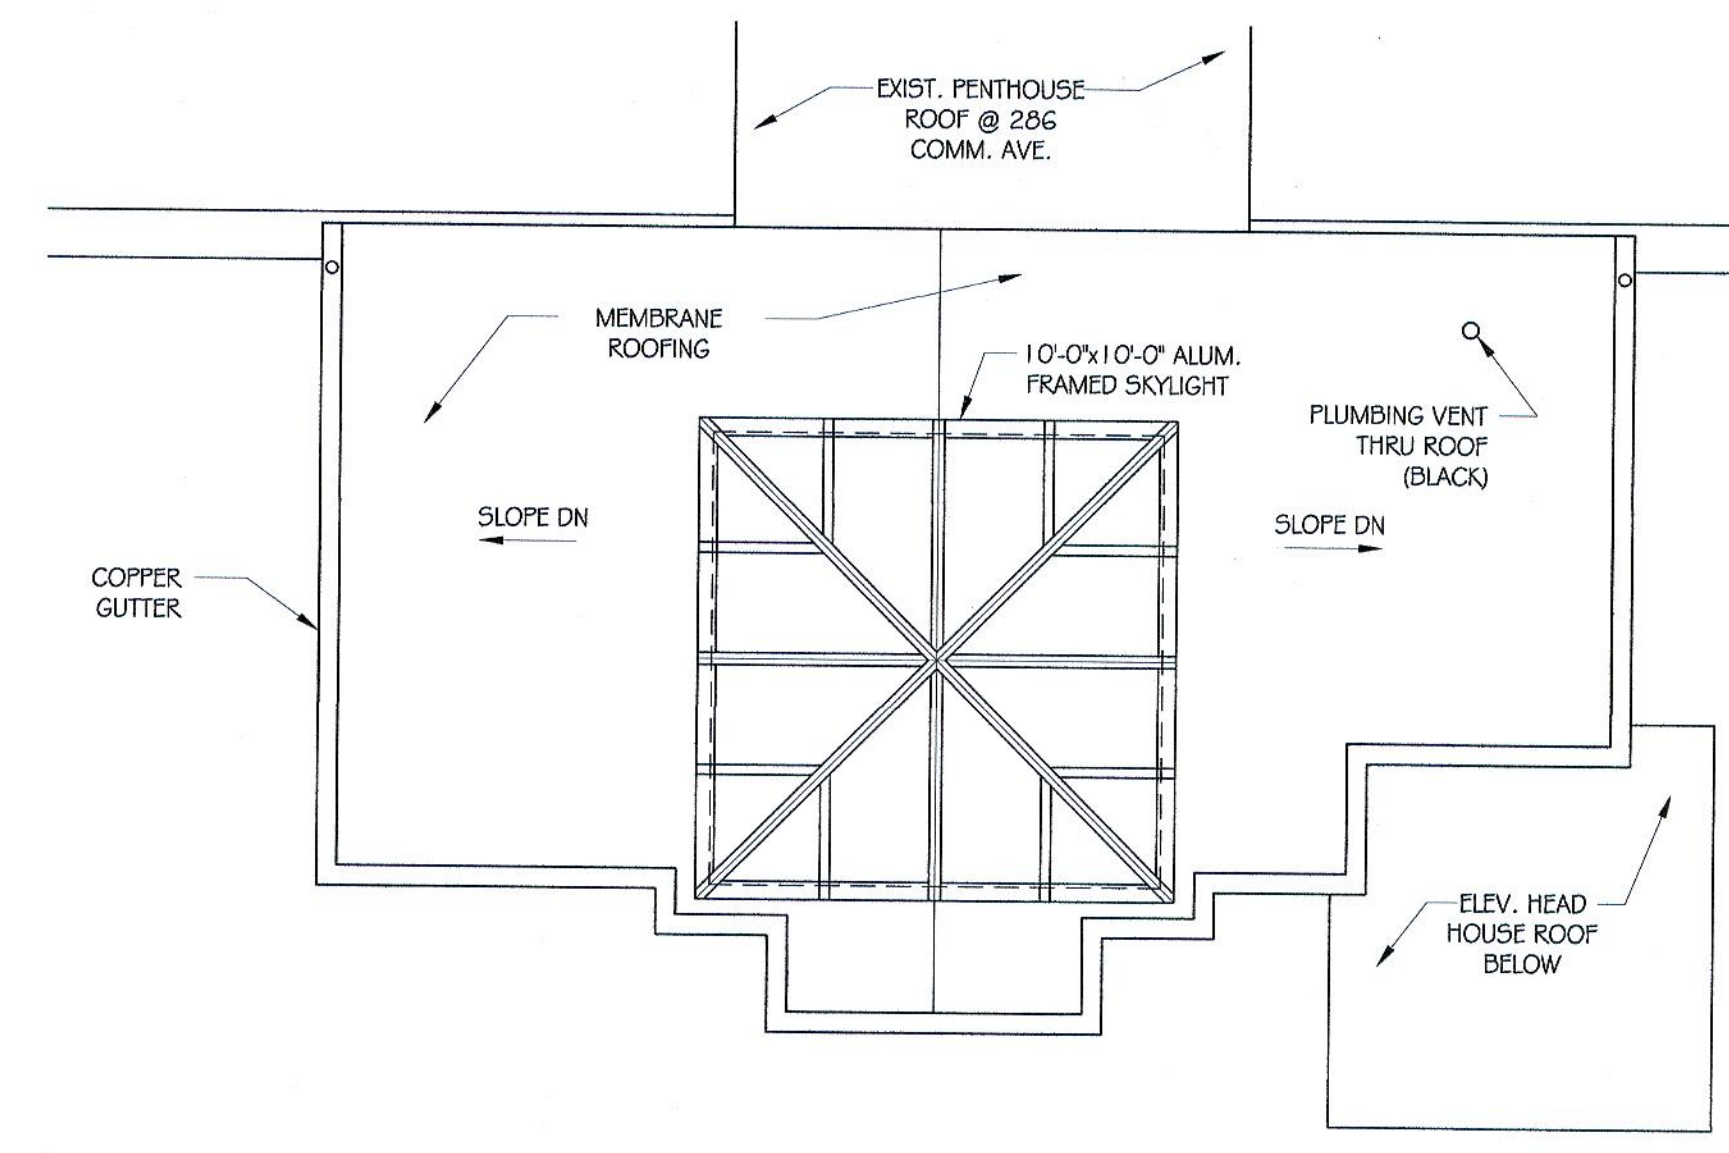 EXIST. PENTHOUSE
ROOF @ 286
COMM. AVE.
MEMBRANE
ROOFING
10'-0"x10'-0" ALUM.
FRAMED SKYLIGHT
PLUMBING VENT
THRU ROOF
(BLACK)
SLOPE DN
SLOPE DN
COPPER
GUTTER
ELEV. HEAD
HOUSE ROOF
BELOW